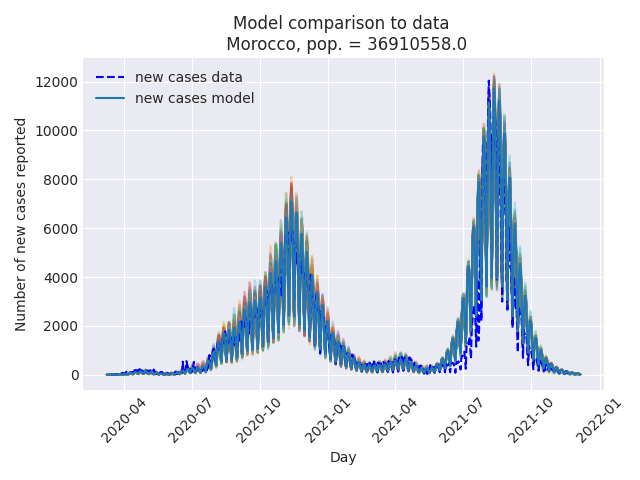 Model comparison to data
Morocco, pop. = 36910558.0
new cases data
new cases model
Number of new cases reported
12000
10000
8000
6000
4000
2000
0
2020-04
2020-07
2020-10
2021-01
2021-04
2021-07
2021-10
2022-01
Day